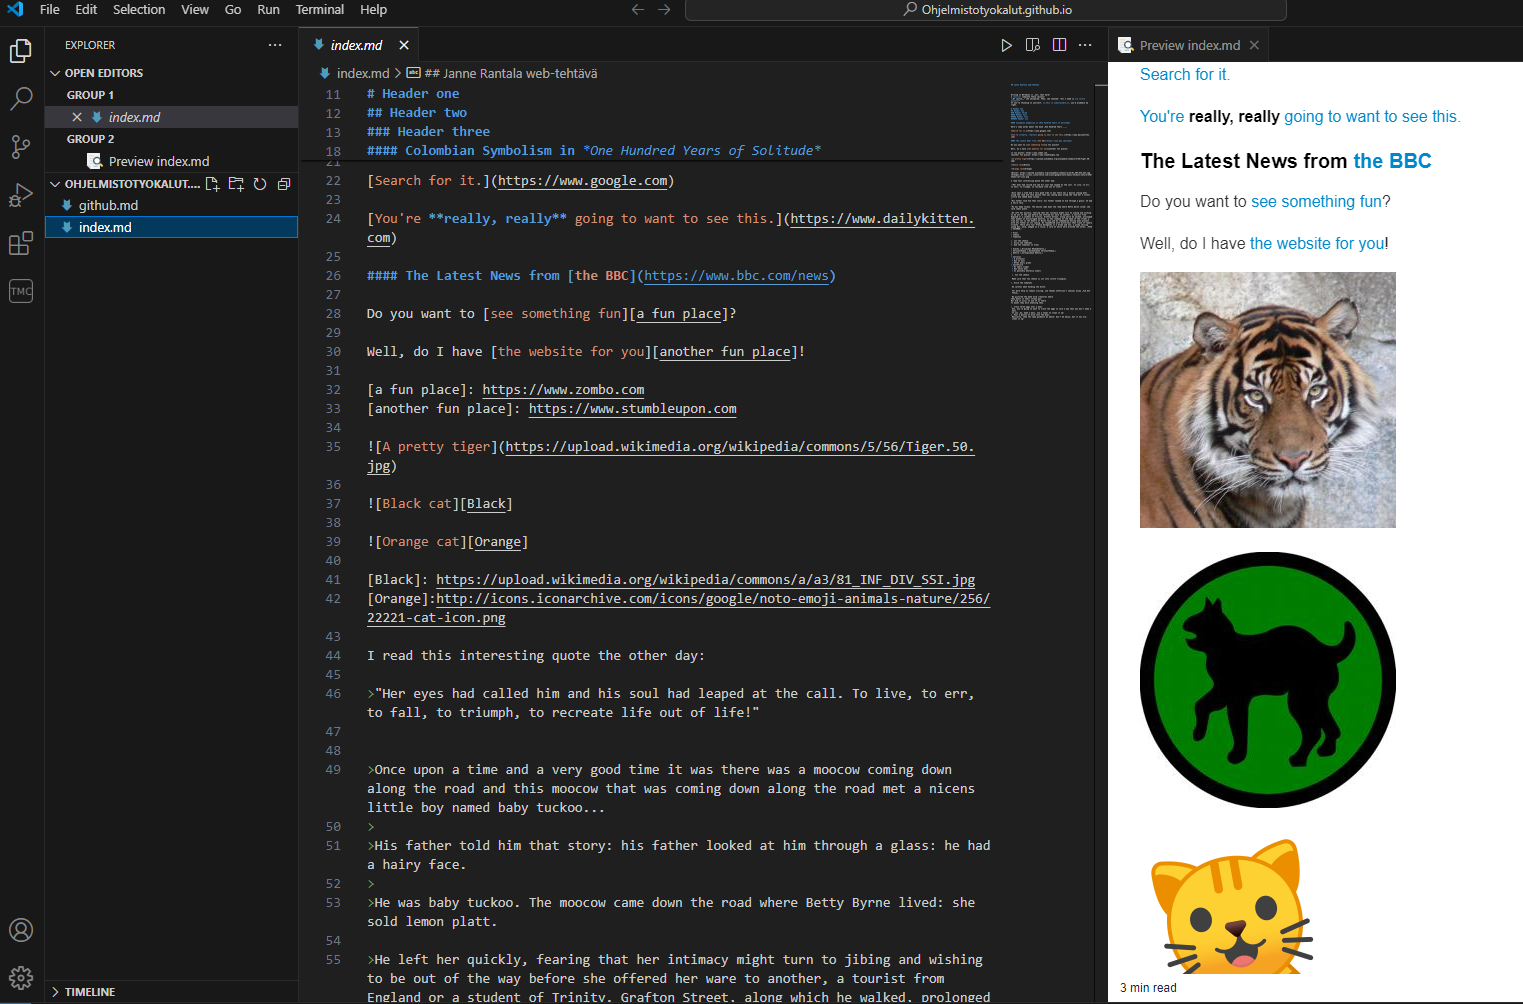 File Edit Selection View Go Run Terminal Help
Ohjelmistotyokalut.github.io
EXPLORER
OPEN EDITORS
GROUP 1
index.md
GROUP 2
Preview index.md
OHJELMISTOTYOKALUT....
github.md
index.md
TMC
TIMELINE
index.md
index.md > ## Janne Rantala web-tehtävä
11 # Header one
12 ## Header two
13 ### Header three
18 #### Colombian Symbolism in *One Hundred Years of Solitude*
21
22 [Search for it.](https://www.google.com)
23
24 [You're **really, really** going to want to see this.](https://www.dailykitten.
com)
25
26 #### The Latest News from [the BBC](https://www.bbc.com/news)
27
28 Do you want to [see something fun][a fun place]?
29
30 Well, do I have [the website for you][another fun place]!
31
32 [a fun place]: https://www.zombo.com
33 [another fun place]: https://www.stumbleupon.com
34
35 ![A pretty tiger](https://upload.wikimedia.org/wikipedia/commons/5/56/Tiger.50.
jpg)
36
37 ![Black cat][Black]
38
39 ![Orange cat][Orange]
40
41 [Black]: https://upload.wikimedia.org/wikipedia/commons/a/a3/81_INF_DIV_SSI.jpg
42 [Orange]:http://icons.iconarchive.com/icons/google/noto-emoji-animals-nature/256/
22221-cat-icon.png
43
44 I read this interesting quote the other day:
45
46 >"Her eyes had called him and his soul had leaped at the call. To live, to err,
to fall, to triumph, to recreate life out of life!"
47
48
49 >Once upon a time and a very good time it was there was a moocow coming down
along the road and this moocow that was coming down along the road met a nicens
little boy named baby tuckoo...
50 >
51 >His father told him that story: his father looked at him through a glass: he had
a hairy face.
52 >
53 >He was baby tuckoo. The moocow came down the road where Betty Byrne lived: she
sold lemon platt.
54
55 >He left her quickly, fearing that her intimacy might turn to jibing and wishing
to be out of the way before she offered her ware to another, a tourist from
England or a student of Trinity. Grafton Street, along which he walked, prolonged
Preview index.md
Search for it.
You're really, really going to want to see this.
The Latest News from the BBC
Do you want to see something fun?
Well, do I have the website for you!
3 min read